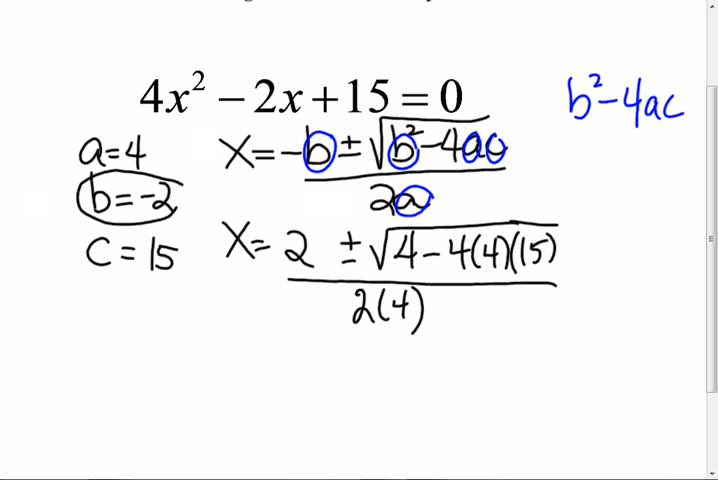 4x² − 2x + 15 = 0
b² − 4ac
a = 4
x = −b ± √(b² − 4ac) / 2a
b = −2
c = 15
x = 2 ± √(4 − 4(4)(15)) / 2(4)